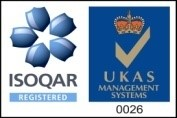 ISOQAR
REGISTERED
UKAS
MANAGEMENT
SYSTEMS
0026